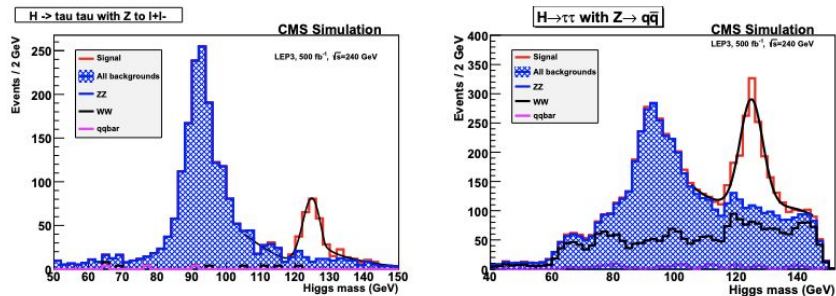 H -> tau tau with Z to l+l-
CMS Simulation
LEP3, 500 fb⁻¹, √s=240 GeV
Signal
All backgrounds
ZZ
WW
qqbar
Events / 2 GeV
250
200
150
100
50
0
50 60 70 80 90 100 110 120 130 140 150
Higgs mass (GeV)
H→ττ with Z→ qq̄
CMS Simulation
LEP3, 500 fb⁻¹, √s=240 GeV
Signal
All backgrounds
ZZ
WW
qqbar
Events / 2 GeV
400
350
300
250
200
150
100
50
0
40 60 80 100 120 140
Higgs mass (GeV)